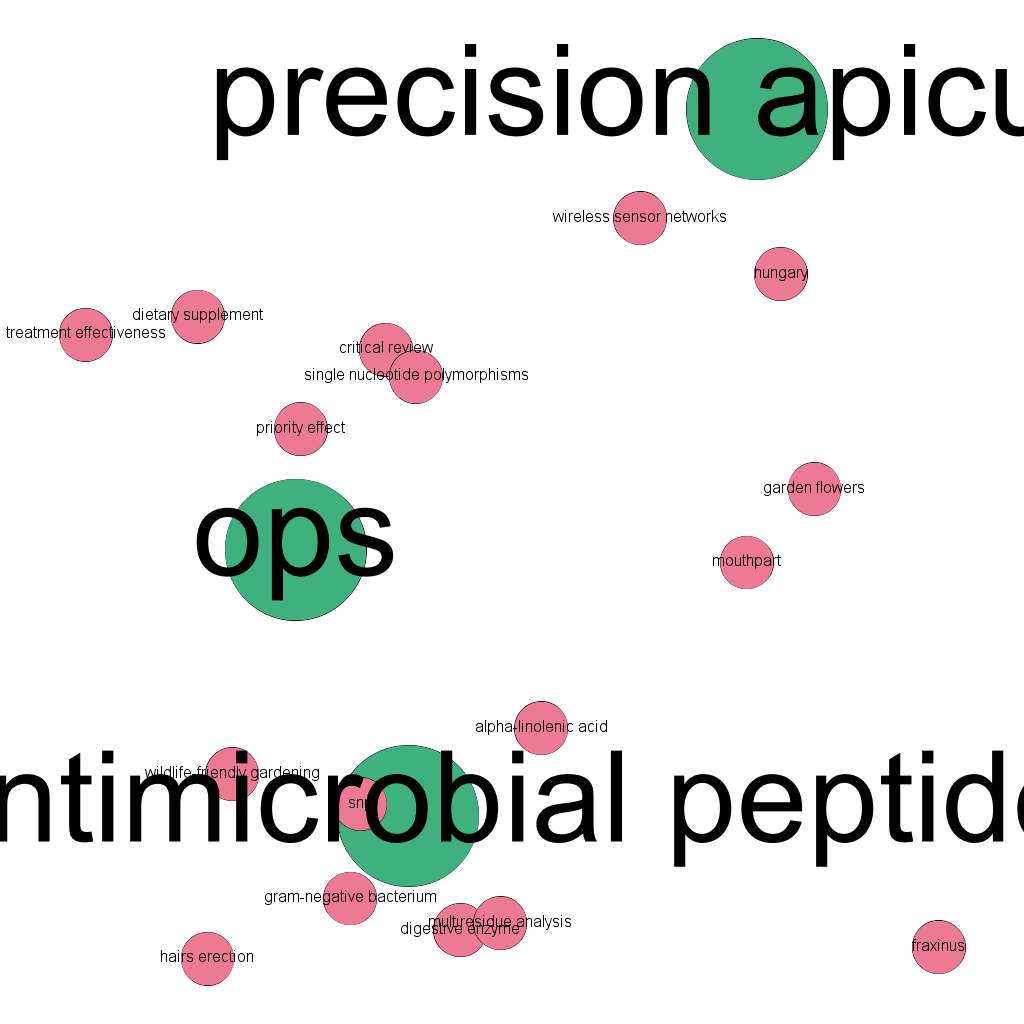 precision apicu
wireless sensor networks
hungary
dietary supplement
treatment effectiveness
critical review
single nucleotide polymorphisms
priority effect
garden flowers
ops
mouthpart
alpha-linolenic acid
wildlife-friendly gardening
ntimicrobial peptide
gram-negative bacterium
multiresidue analysis
digestive enzyme
fraxinus
hairs erection